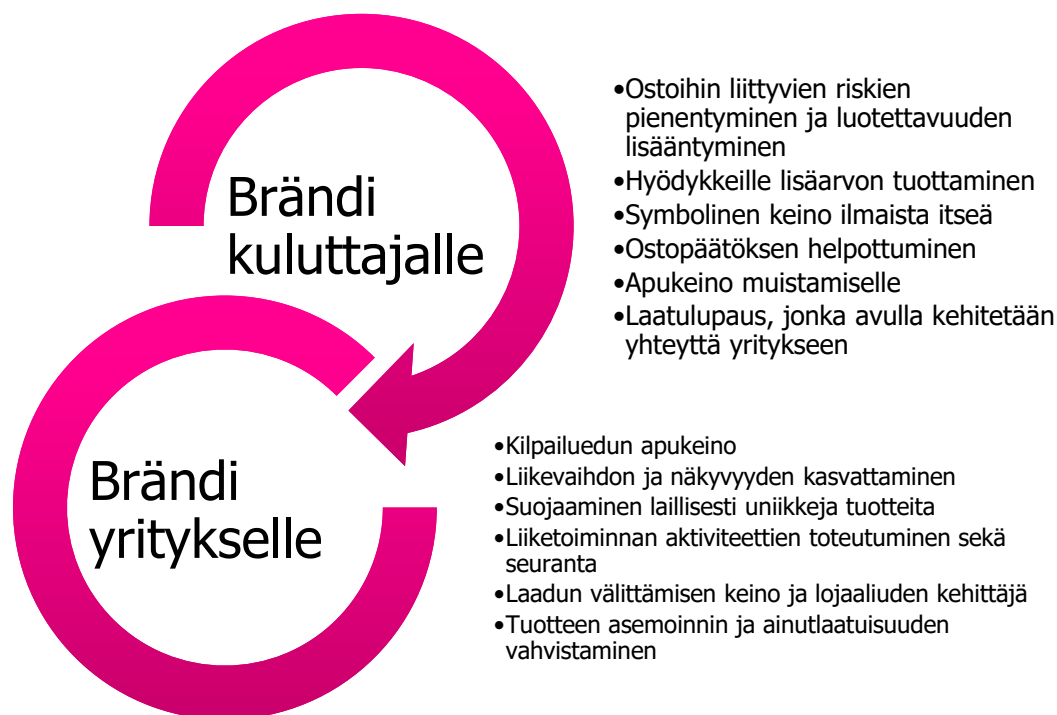 Brändi
kuluttajalle
•Ostoihin liittyvien riskien
pienentyminen ja luotettavuuden
lisääntyminen
•Hyödykkeille lisäarvon tuottaminen
•Symbolinen keino ilmaista itseä
•Ostopäätöksen helpottuminen
•Apukeino muistamiselle
•Laatulupaus, jonka avulla kehitetään
yhteyttä yritykseen
Brändi
yritykselle
•Kilpailuedun apukeino
•Liikevaihdon ja näkyvyyden kasvattaminen
•Suojaaminen laillisesti uniikkeja tuotteita
•Liiketoiminnan aktiviteettien toteutuminen sekä
seuranta
•Laadun välittämisen keino ja lojaaliuden kehittäjä
•Tuotteen asemoinnin ja ainutlaatuisuuden
vahvistaminen